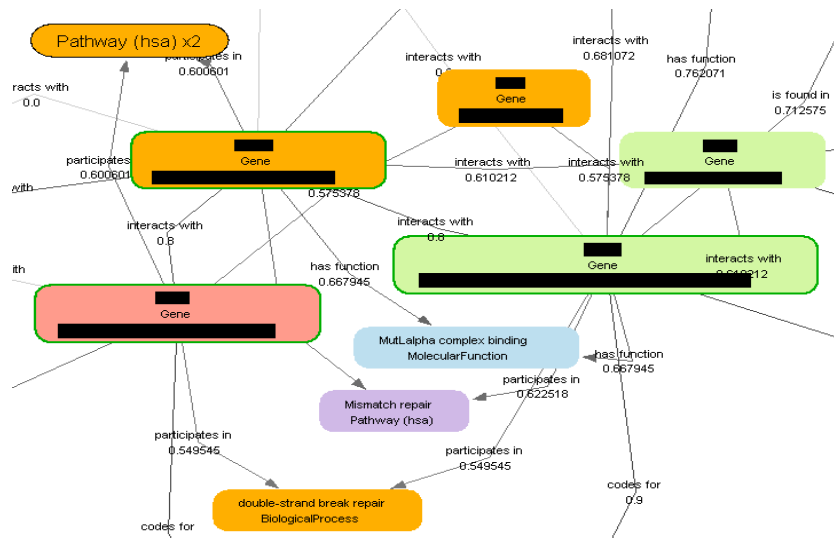 Pathway (hsa) x2
participates in
0.600601
interacts with
0.681072
interacts with
has function
0.762071
racts with
0.0
Gene
is found in
0.712575
Gene
Gene
participates
0.600601
interacts with
0.610212
interacts with
0.575378
with
0.575378
interacts with
0.8
0.8
interacts with
Gene
interacts with
0.610212
ith
has function
0.667945
Gene
MutLalpha complex binding
MolecularFunction
has function
0.667945
participates in
0.622518
Mismatch repair
Pathway (hsa)
participates in
0.549545
participates in
0.549545
codes for
0.9
double-strand break repair
BiologicalProcess
codes for